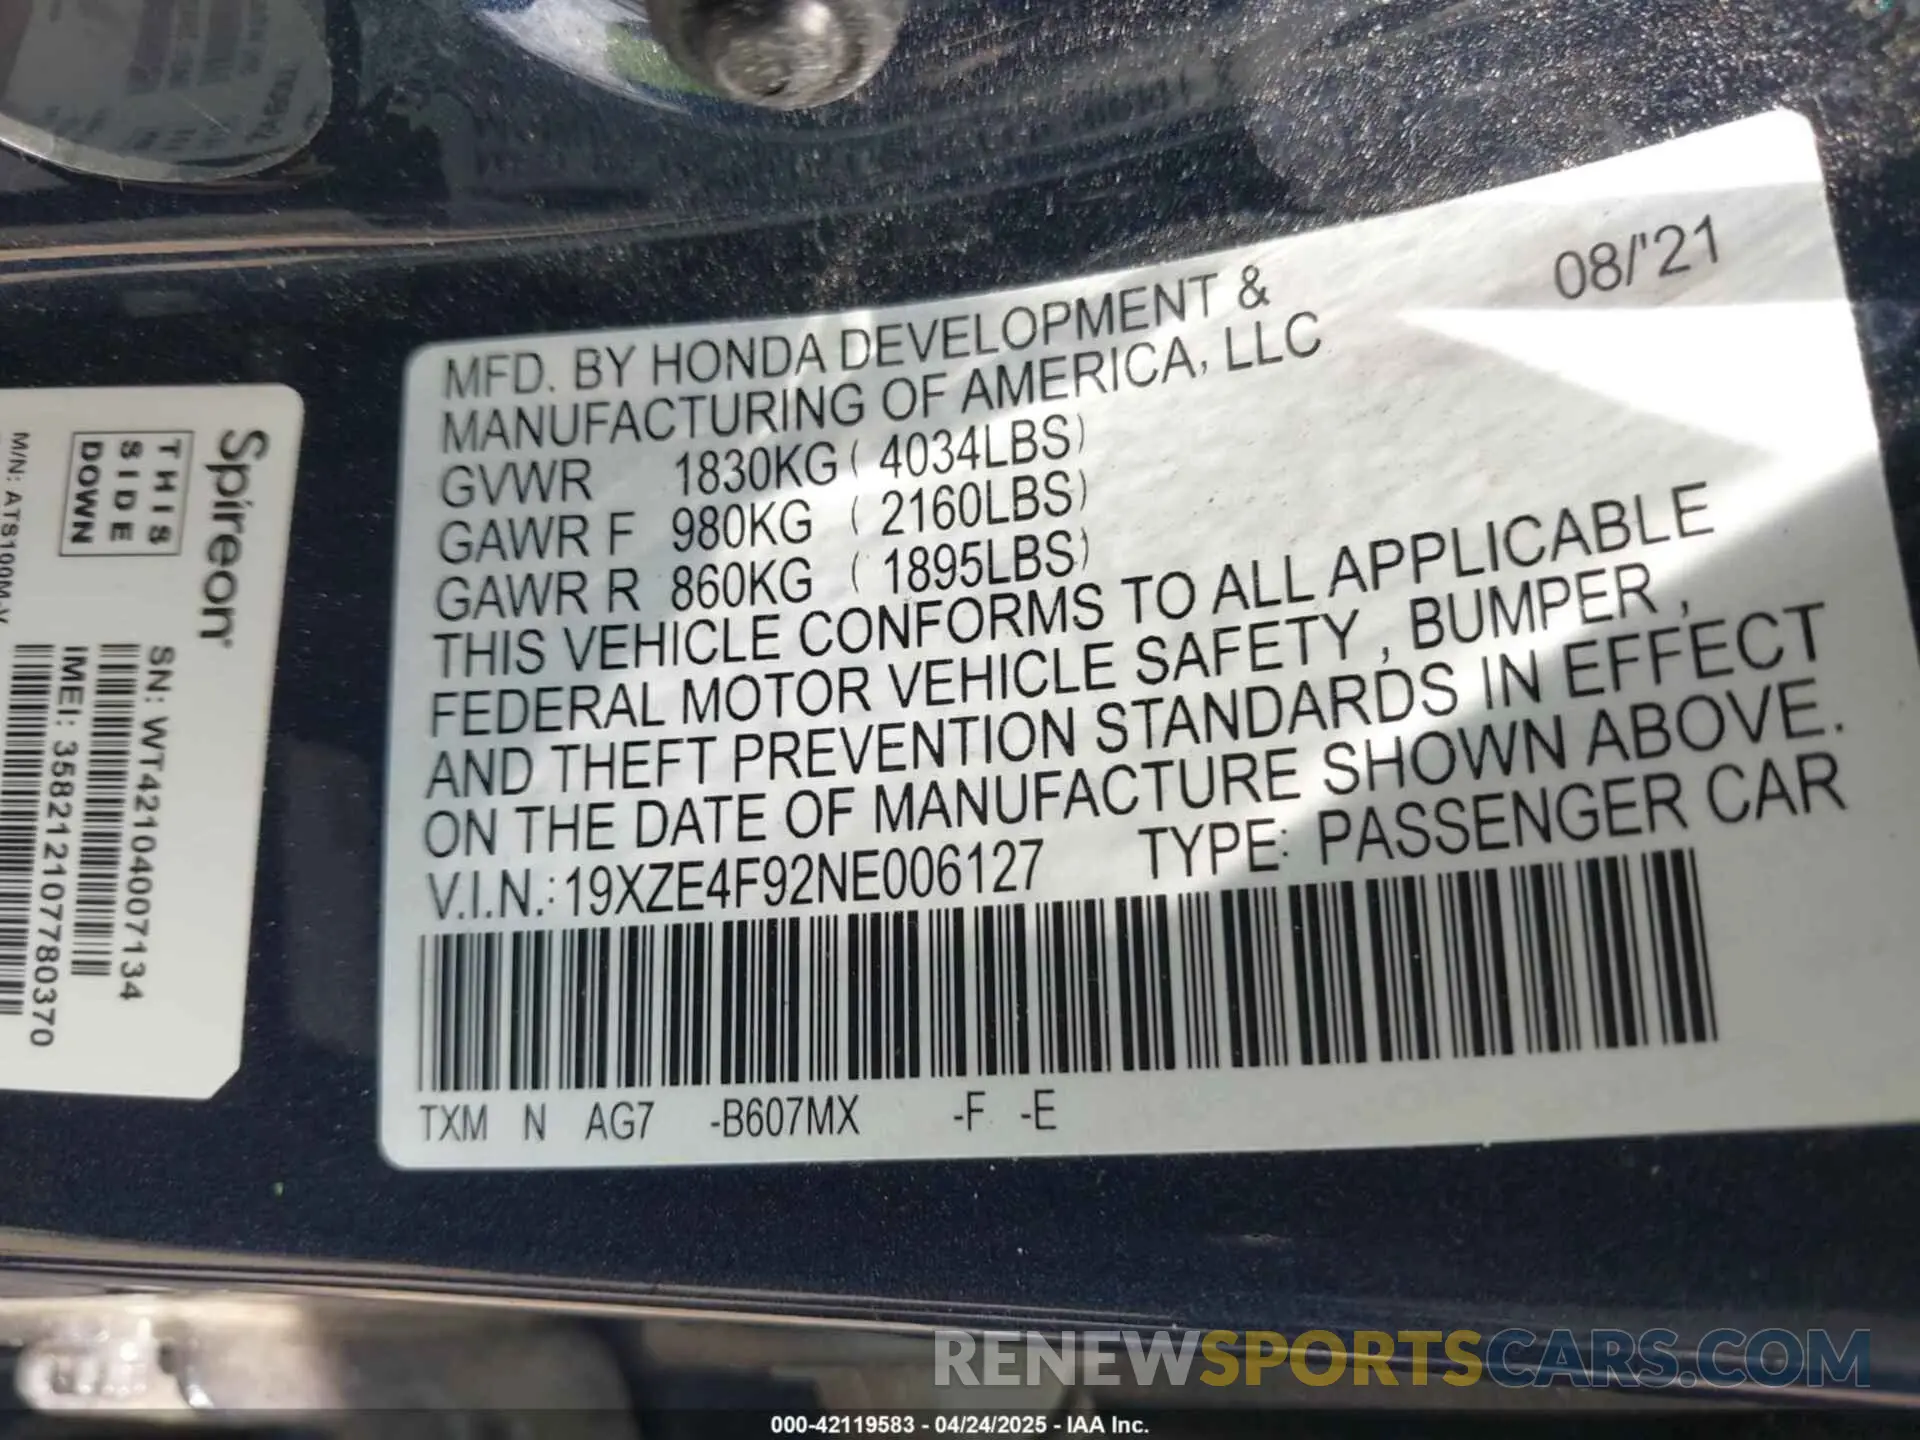 08/'21
MFD. BY HONDA DEVELOPMENT &
MANUFACTURING OF AMERICA, LLC
GVWR 1830KG ( 4034LBS)
GAWR F 980KG ( 2160LBS)
GAWR R 860KG ( 1895LBS)
THIS VEHICLE CONFORMS TO ALL APPLICABLE
FEDERAL MOTOR VEHICLE SAFETY , BUMPER ,
AND THEFT PREVENTION STANDARDS IN EFFECT
ON THE DATE OF MANUFACTURE SHOWN ABOVE.
V.I.N.: 19XZE4F92NE006127 TYPE: PASSENGER CAR
TXM N AG7 -B607MX -F -E
Spireon
THIS
SIDE
DOWN
SN: WT42104007134
IMEI: 358212107780370
M/N: ATS100M-V
RENEWSPORTSCARS.COM
000-42119583 - 04/24/2025 - IAA Inc.